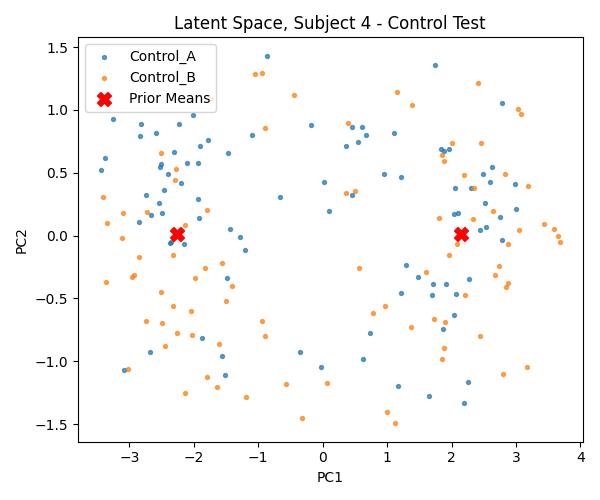 Latent Space, Subject 4 - Control Test
1.5
1.0
0.5
0.0
−0.5
−1.0
−1.5
PC2
Control_A
Control_B
Prior Means
−3
−2
−1
0
1
2
3
4
PC1